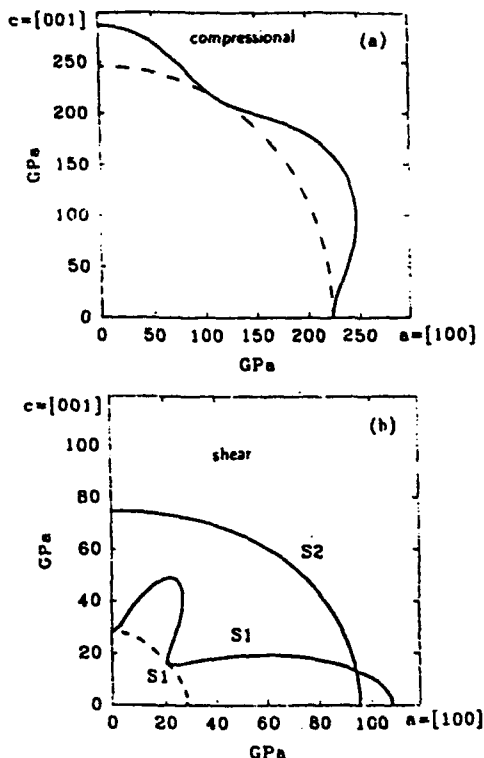 c=[001]
compressional
(a)
250
200
GPa
150
100
50
0
0 50 100 150 200 250 a=[100]
GPa
c=[001]
(b)
100
shear
80
GPa
S2
60
40
S1
20
S1
0
0 20 40 60 80 100 a=[100]
GPa